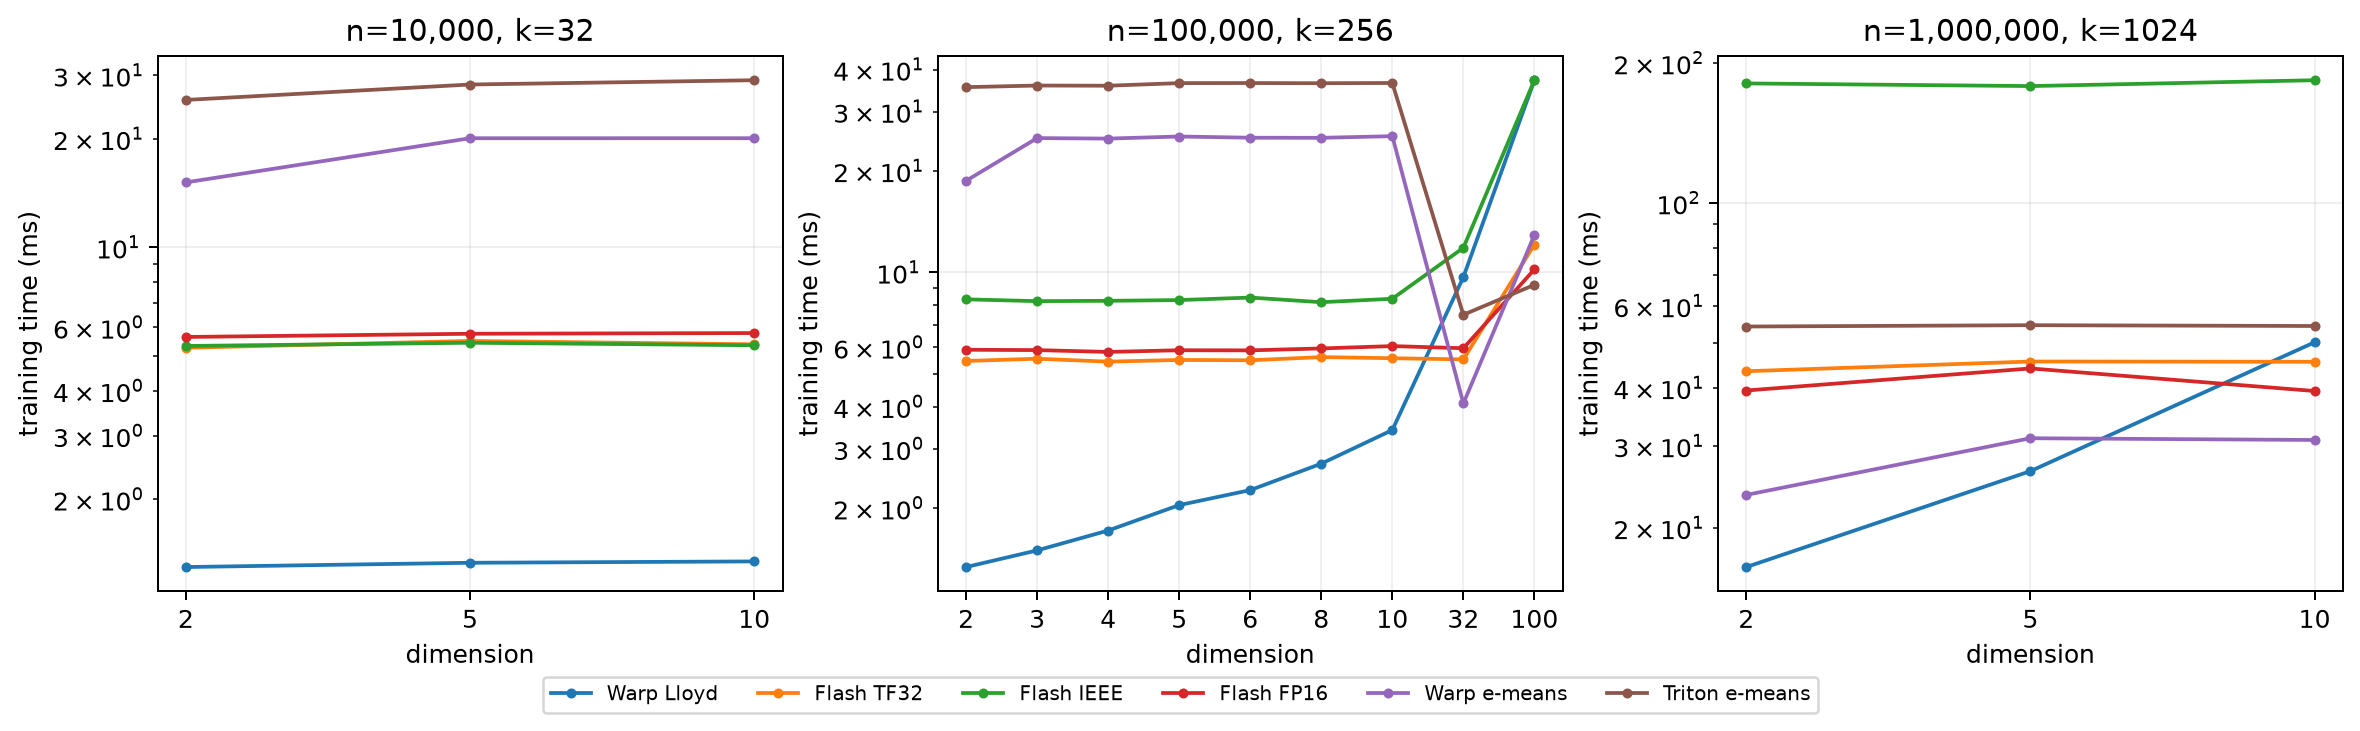 n=10,000, k=32
training time (ms)
3 × 10¹
2 × 10¹
10¹
6 × 10⁰
4 × 10⁰
3 × 10⁰
2 × 10⁰
2 5 10
dimension
n=100,000, k=256
training time (ms)
4 × 10¹
3 × 10¹
2 × 10¹
10¹
6 × 10⁰
4 × 10⁰
3 × 10⁰
2 × 10⁰
2 3 4 5 6 8 10 32 100
dimension
n=1,000,000, k=1024
training time (ms)
2 × 10²
10²
6 × 10¹
4 × 10¹
3 × 10¹
2 × 10¹
2 5 10
dimension
Warp Lloyd Flash TF32 Flash IEEE Flash FP16 Warp e-means Triton e-means